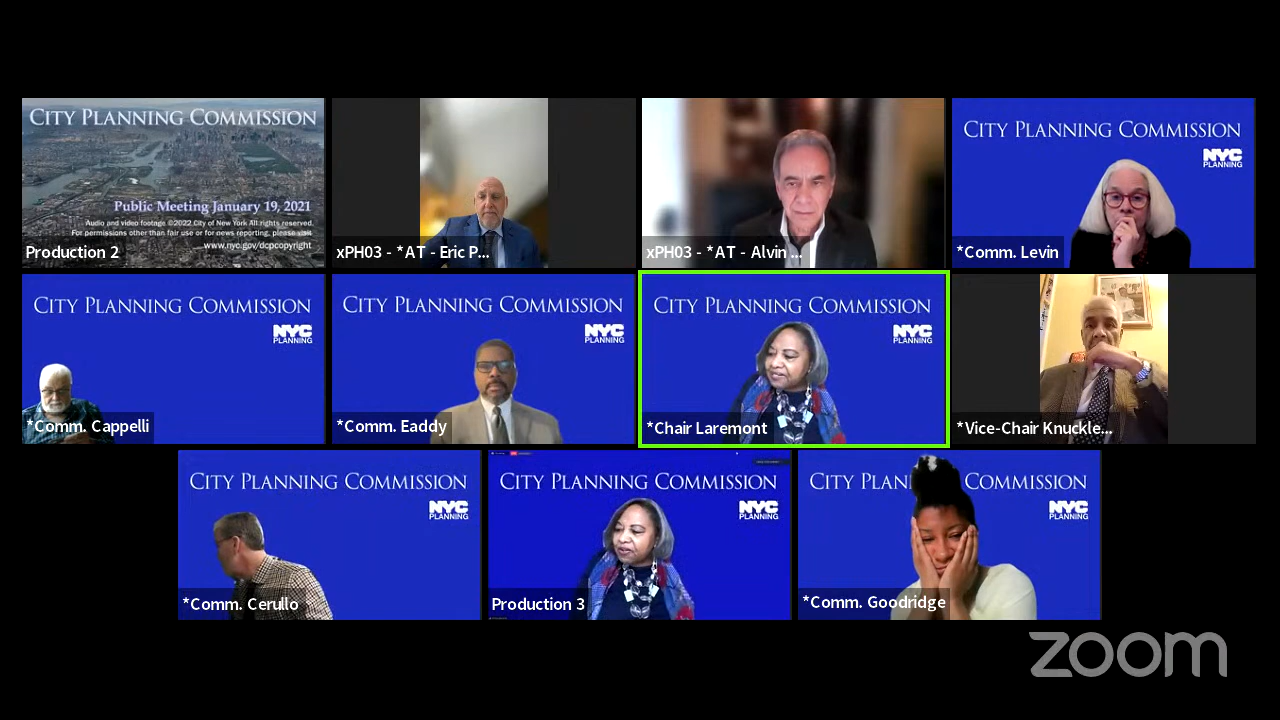 CITY PLANNING COMMISSION
Public Meeting January 19, 2021
Audio and video footage ©2022 City of New York All rights reserved.
For permissions other than fair use or for news reporting, please visit
www.nyc.gov/dcpcopyright
Production 2
xPH03 - *AT - Eric P...
xPH03 - *AT - Alvin ...
CITY PLANNING COMMISSION
NYC
PLANNING
*Comm. Levin
CITY PLANNING COMMISSION
NYC
PLANNING
*Comm. Cappelli
CITY PLANNING COMMISSION
NYC
PLANNING
*Comm. Eaddy
CITY PLANNING COMMISSION
NYC
PLANNING
*Chair Laremont
*Vice-Chair Knuckle...
CITY PLANNING COMMISSION
NYC
PLANNING
*Comm. Cerullo
CITY PLANNING COMMISSION
NYC
PLANNING
Production 3
CITY PLAN COMMISSION
NYC
PLANNING
*Comm. Goodridge
zoom